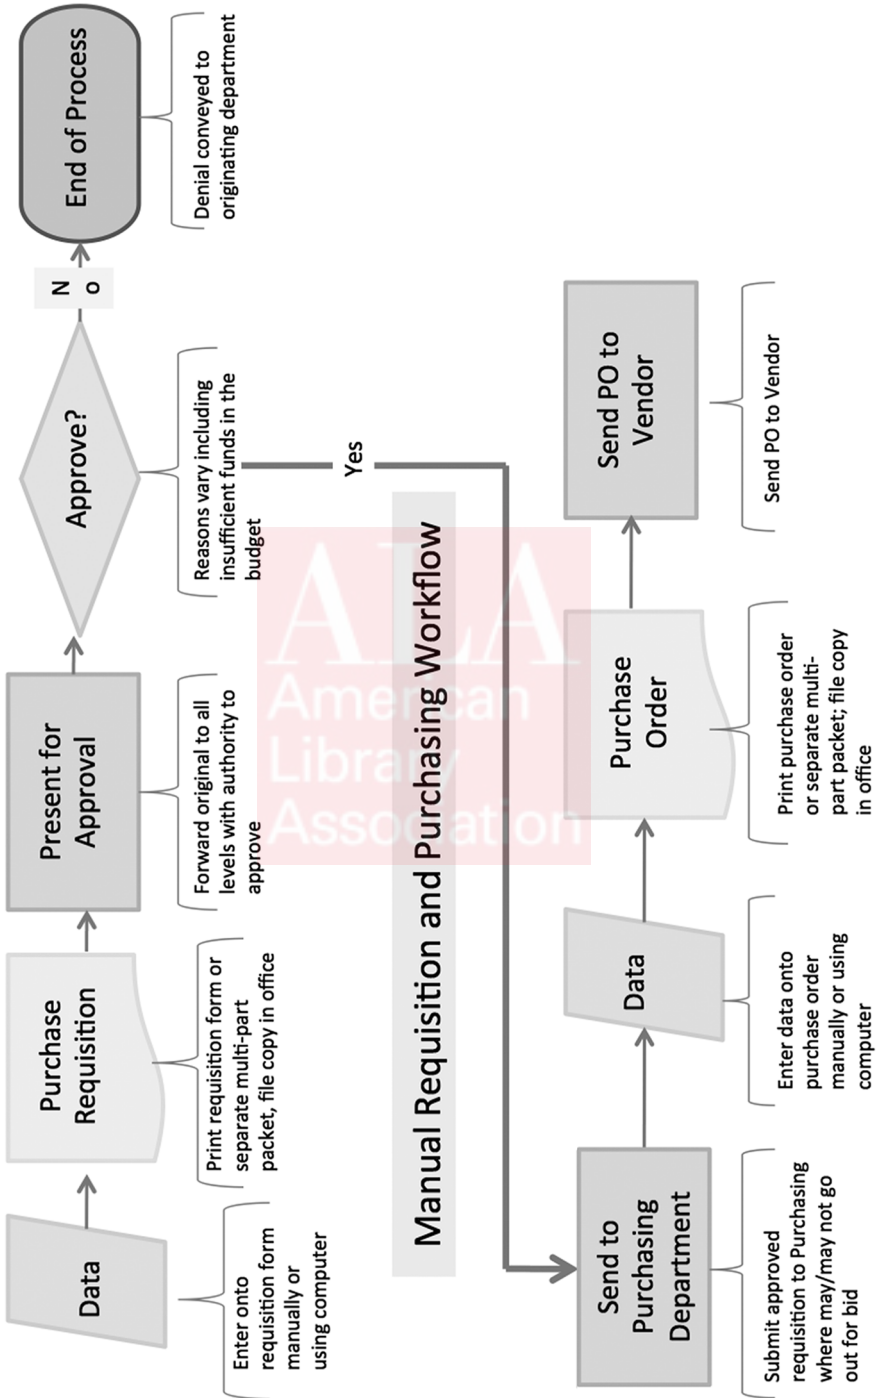 Data
Purchase
Requisition
Present for
Approval
Approve?
N
o
End of Process
Enter onto
requisition form
manually or
using computer
Print requisition form or
separate multi-part
packet, file copy in office
Forward original to all
levels with authority to
approve
Reasons vary including
insufficient funds in the
budget
Denial conveyed to
originating department
Yes
Manual Requisition and Purchasing Workflow
ALA
American
Library
Association
Send to
Purchasing
Department
Data
Purchase
Order
Send PO to
Vendor
Submit approved
requisition to Purchasing
where may/may not go
out for bid
Enter data onto
purchase order
manually or using
computer
Print purchase order
or separate multi-
part packet; file copy
in office
Send PO to Vendor